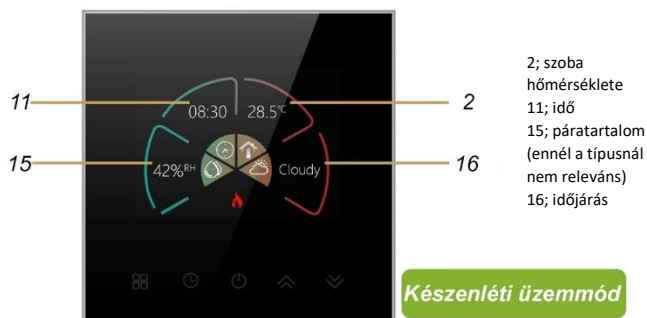 11
08:30
28.5℃
2
15
42%RH
Cloudy
16
2; szoba
hőmérséklete
11; idő
15; páratartalom
(ennél a típusnál
nem releváns)
16; időjárás
Készenléti üzemmód